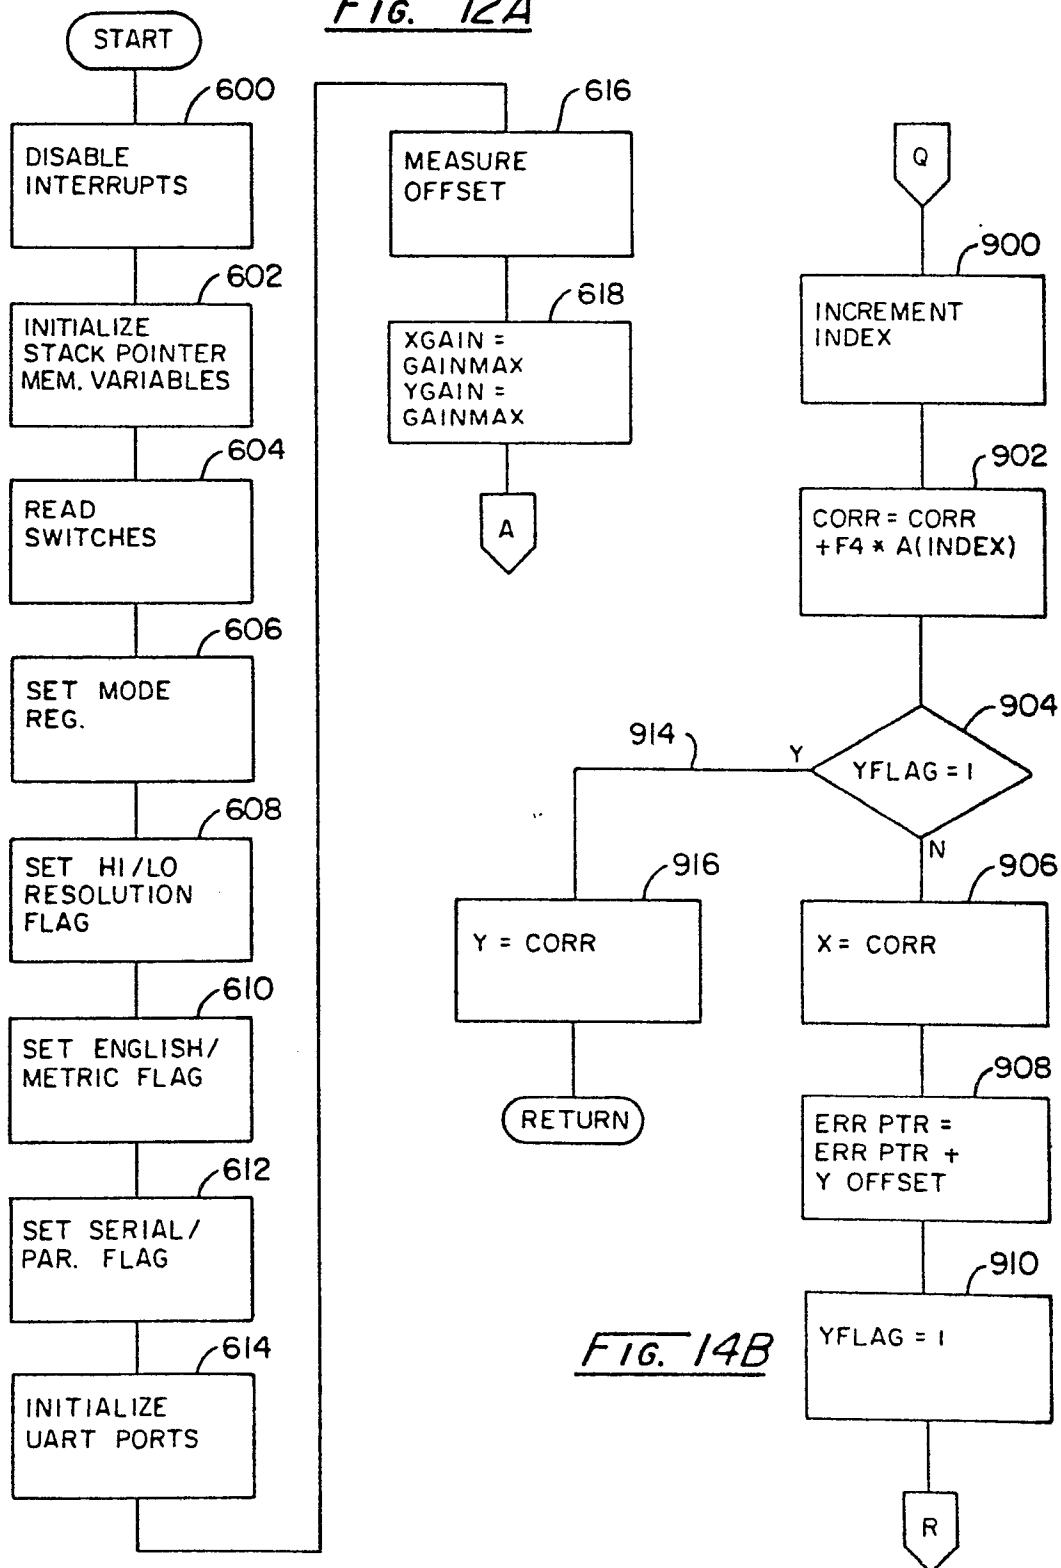 FIG. 12A
START
600
DISABLE
INTERRUPTS
602
INITIALIZE
STACK POINTER
MEM. VARIABLES
604
READ
SWITCHES
606
SET MODE
REG.
608
SET HI/LO
RESOLUTION
FLAG
610
SET ENGLISH/
METRIC FLAG
612
SET SERIAL/
PAR. FLAG
614
INITIALIZE
UART PORTS
616
MEASURE
OFFSET
618
XGAIN =
GAINMAX
YGAIN =
GAINMAX
A
Q
900
INCREMENT
INDEX
902
CORR = CORR
+F4 * A(INDEX)
904
YFLAG = 1
Y
914
N
916
Y = CORR
RETURN
906
X = CORR
908
ERR PTR =
ERR PTR +
Y OFFSET
910
YFLAG = 1
R
FIG. 14B